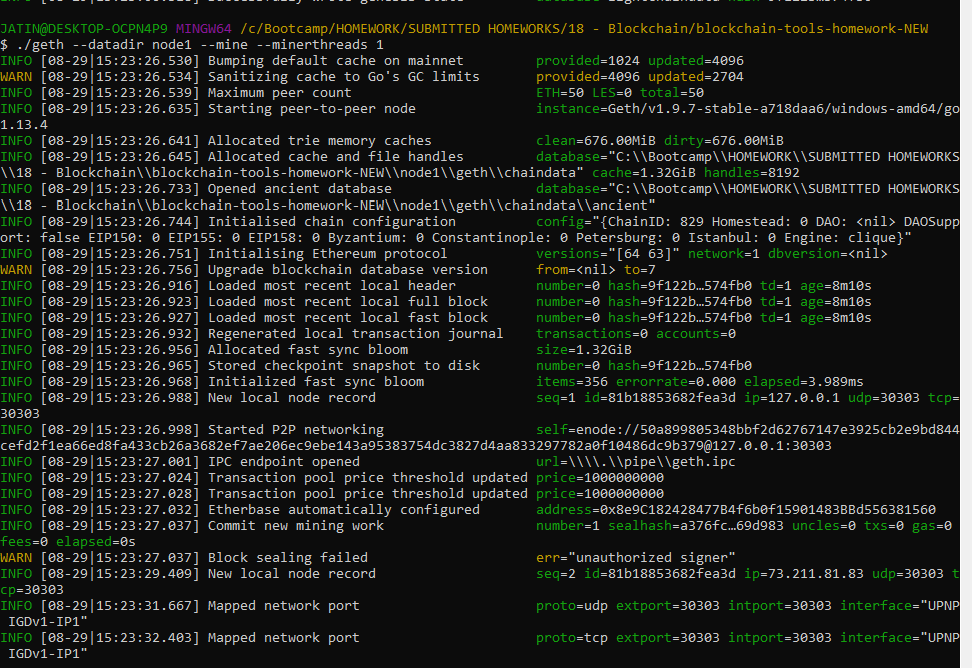 JATIN@DESKTOP-OCPN4P9 MINGW64 /c/Bootcamp/HOMEWORK/SUBMITTED HOMEWORKS/18 - Blockchain/blockchain-tools-homework-NEW
$ ./geth --datadir node1 --mine --minerthreads 1
INFO [08-29|15:23:26.530] Bumping default cache on mainnet provided=1024 updated=4096
WARN [08-29|15:23:26.534] Sanitizing cache to Go's GC limits provided=4096 updated=2704
INFO [08-29|15:23:26.539] Maximum peer count ETH=50 LES=0 total=50
INFO [08-29|15:23:26.635] Starting peer-to-peer node instance=Geth/v1.9.7-stable-a718daa6/windows-amd64/go
1.13.4
INFO [08-29|15:23:26.641] Allocated trie memory caches clean=676.00MiB dirty=676.00MiB
INFO [08-29|15:23:26.645] Allocated cache and file handles database="C:\\Bootcamp\\HOMEWORK\\SUBMITTED HOMEWORKS
\\18 - Blockchain\\blockchain-tools-homework-NEW\\node1\\geth\\chaindata" cache=1.32GiB handles=8192
INFO [08-29|15:23:26.733] Opened ancient database database="C:\\Bootcamp\\HOMEWORK\\SUBMITTED HOMEWORKS
\\18 - Blockchain\\blockchain-tools-homework-NEW\\node1\\geth\\chaindata\\ancient"
INFO [08-29|15:23:26.744] Initialised chain configuration config="{ChainID: 829 Homestead: 0 DAO: <nil> DAOSupp
ort: false EIP150: 0 EIP155: 0 EIP158: 0 Byzantium: 0 Constantinople: 0 Petersburg: 0 Istanbul: 0 Engine: clique}"
INFO [08-29|15:23:26.751] Initialising Ethereum protocol versions="[64 63]" network=1 dbversion=<nil>
WARN [08-29|15:23:26.756] Upgrade blockchain database version from=<nil> to=7
INFO [08-29|15:23:26.916] Loaded most recent local header number=0 hash=9f122b…574fb0 td=1 age=8m10s
INFO [08-29|15:23:26.923] Loaded most recent local full block number=0 hash=9f122b…574fb0 td=1 age=8m10s
INFO [08-29|15:23:26.927] Loaded most recent local fast block number=0 hash=9f122b…574fb0 td=1 age=8m10s
INFO [08-29|15:23:26.932] Regenerated local transaction journal transactions=0 accounts=0
INFO [08-29|15:23:26.956] Allocated fast sync bloom size=1.32GiB
INFO [08-29|15:23:26.965] Stored checkpoint snapshot to disk number=0 hash=9f122b…574fb0
INFO [08-29|15:23:26.968] Initialized fast sync bloom items=356 errorrate=0.000 elapsed=3.989ms
INFO [08-29|15:23:26.988] New local node record seq=1 id=81b18853682fea3d ip=127.0.0.1 udp=30303 tcp=
30303
INFO [08-29|15:23:26.998] Started P2P networking self=enode://50a899805348bbf2d62767147e3925cb2e9bd844
cefd2f1ea66ed8fa433cb26a3682ef7ae206ec9ebe143a95383754dc3827d4aa833297782a0f10486dc9b379@127.0.0.1:30303
INFO [08-29|15:23:27.001] IPC endpoint opened url=\\\\.\\pipe\\geth.ipc
INFO [08-29|15:23:27.024] Transaction pool price threshold updated price=1000000000
INFO [08-29|15:23:27.028] Transaction pool price threshold updated price=1000000000
INFO [08-29|15:23:27.032] Etherbase automatically configured address=0x8e9C182428477B4f6b0f15901483BBd556381560
INFO [08-29|15:23:27.037] Commit new mining work number=1 sealhash=a376fc…69d983 uncles=0 txs=0 gas=0
fees=0 elapsed=0s
WARN [08-29|15:23:27.037] Block sealing failed err="unauthorized signer"
INFO [08-29|15:23:29.409] New local node record seq=2 id=81b18853682fea3d ip=73.211.81.83 udp=30303 t
cp=30303
INFO [08-29|15:23:31.667] Mapped network port proto=udp extport=30303 intport=30303 interface="UPNP
IGDv1-IP1"
INFO [08-29|15:23:32.403] Mapped network port proto=tcp extport=30303 intport=30303 interface="UPNP
IGDv1-IP1"